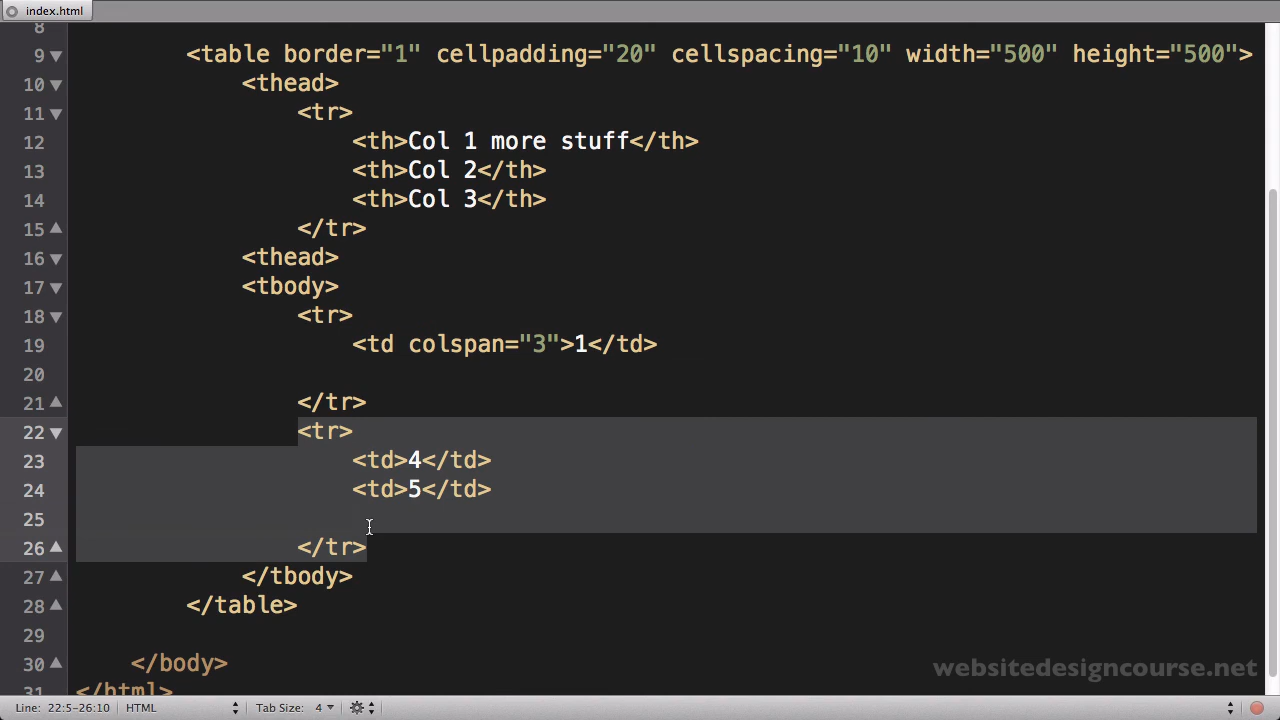 index.html
8
9 <table border="1" cellpadding="20" cellspacing="10" width="500" height="500">
10 <thead>
11 <tr>
12 <th>Col 1 more stuff</th>
13 <th>Col 2</th>
14 <th>Col 3</th>
15 </tr>
16 <thead>
17 <tbody>
18 <tr>
19 <td colspan="3">1</td>
20
21 </tr>
22 <tr>
23 <td>4</td>
24 <td>5</td>
25
26 </tr>
27 </tbody>
28 </table>
29
30 </body>
31 </html>
websitedesigncourse.net
Line: 22:5-26:10 HTML Tab Size: 4